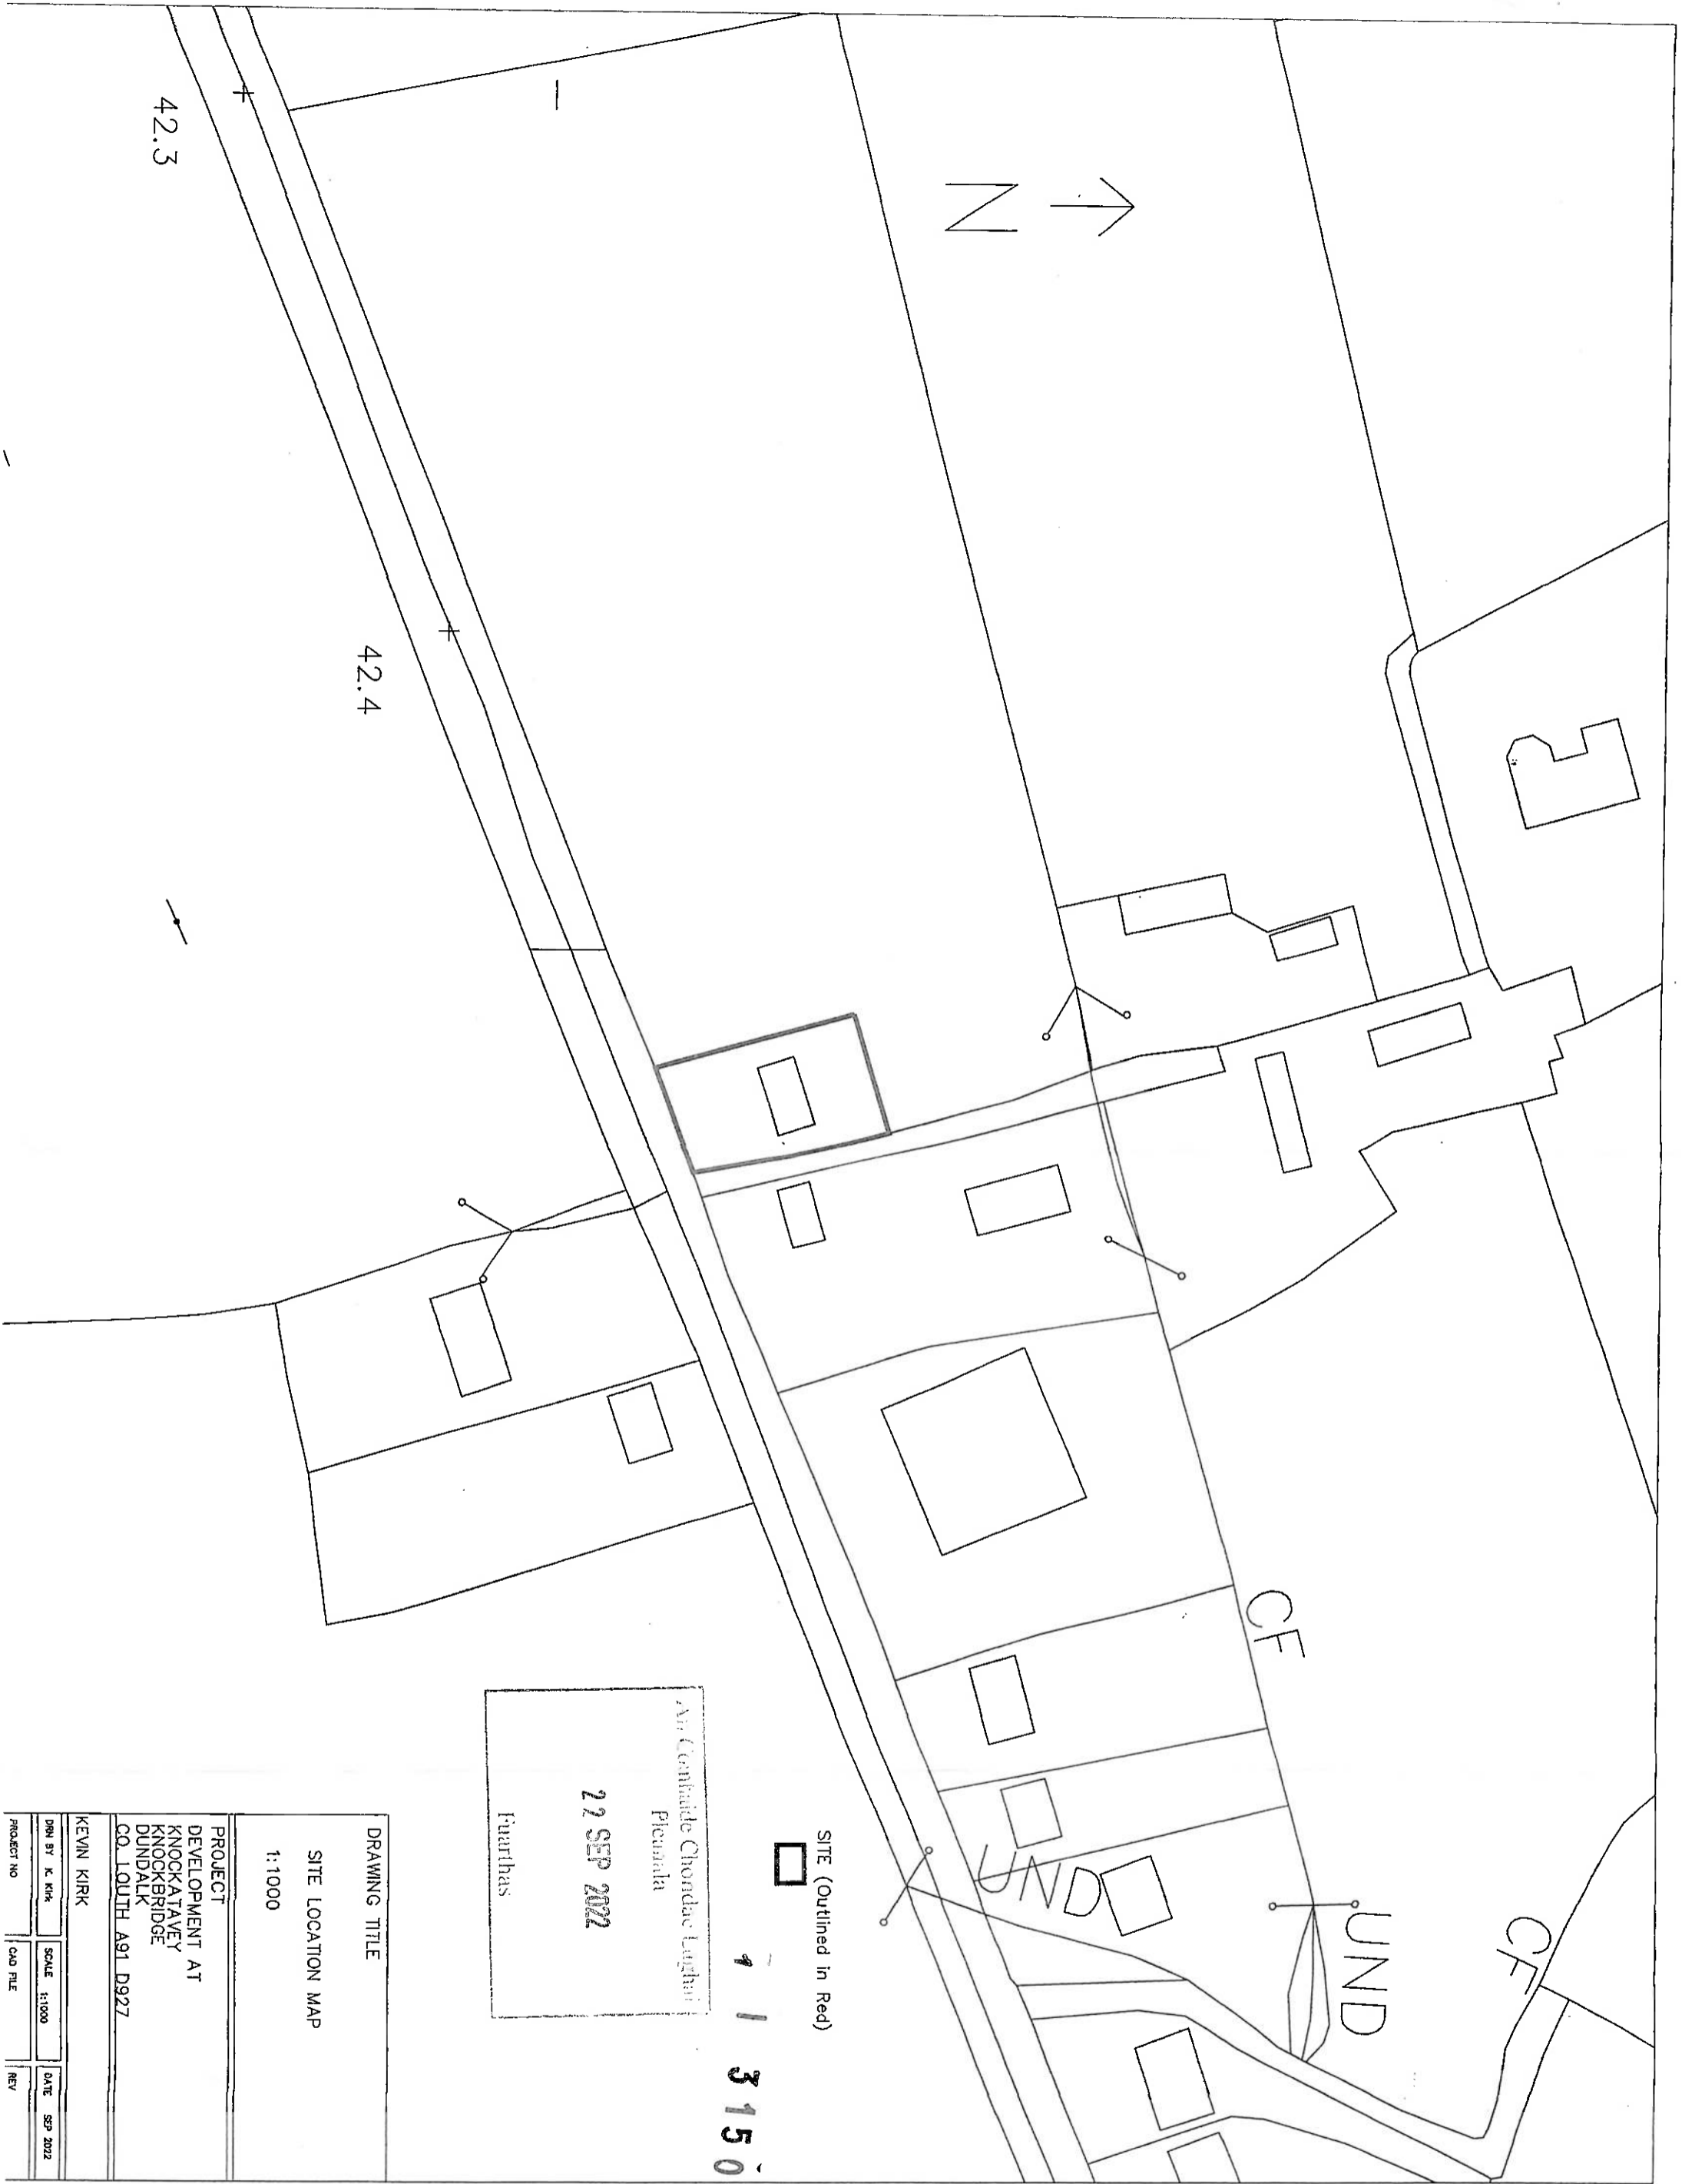 N
42.3
42.4
CF
UND
CF
UND
SITE (Outlined in Red)
Pleanala
22 SEP 2022
3150
DRAWING TITLE
SITE LOCATION MAP
1:1000
PROJECT
DEVELOPMENT AT
KNOCKATAVEY
KNOCKBRIDGE
DUNDALK
CO. LOUTH A91 D927
KEVIN KIRK
DRN BY K. Kirk
SCALE 1:1000
DATE SEP 2022
PROJECT NO
CAD FILE
REV